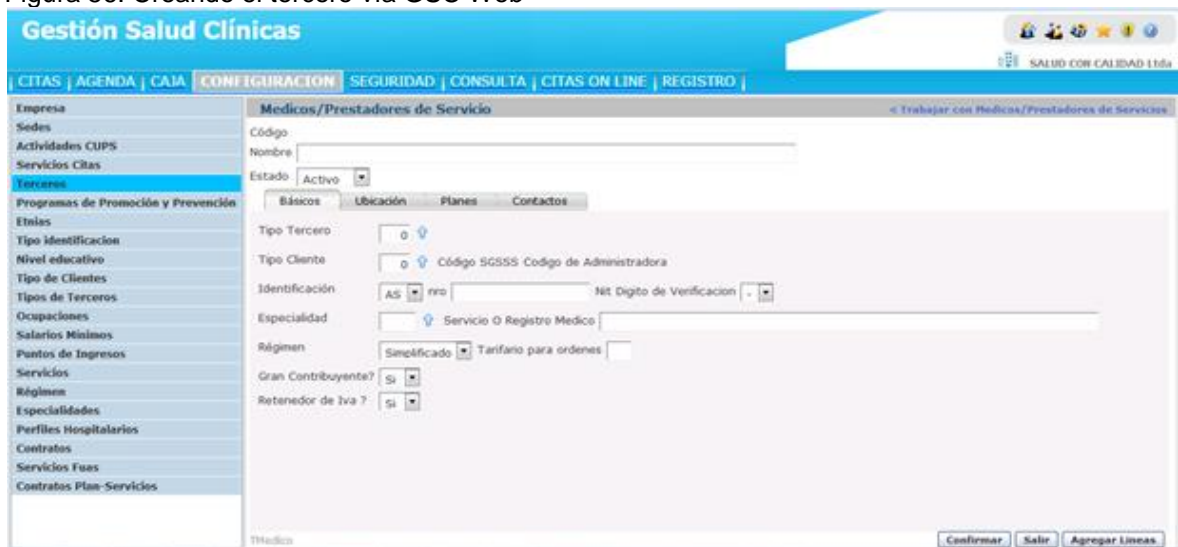 Gestión Salud Clínicas
SALUD CON CALIDAD Ltda
| CITAS | AGENDA | CAJA | CONFIGURACION | SEGURIDAD | CONSULTA | CITAS ON LINE | REGISTRO |
Empresa
Sedes
Actividades CUPS
Servicios Citas
Terceros
Programas de Promoción y Prevención
Etnias
Tipo identificacion
Nivel educativo
Tipo de Clientes
Tipos de Terceros
Ocupaciones
Salarios Minimos
Puntos de Ingresos
Servicios
Régimen
Especialidades
Perfiles Hospitalarios
Contratos
Servicios Fuas
Contratos Plan-Servicios
Medicos/Prestadores de Servicio < Trabajar con Medicos/Prestadores de Servicios
Código
Nombre
Estado Activo
Básicos Ubicación Planes Contactos
Tipo Tercero 0
Tipo Cliente 0 Código SGSSS Codigo de Administradora
Identificación AS nro Nit Digito de Verificacion -
Especialidad Servicio O Registro Medico
Régimen Simplificado Tarifario para ordenes
Gran Contribuyente? Si
Retenedor de Iva ? Si
TMedico Confirmar Salir Agregar Lineas